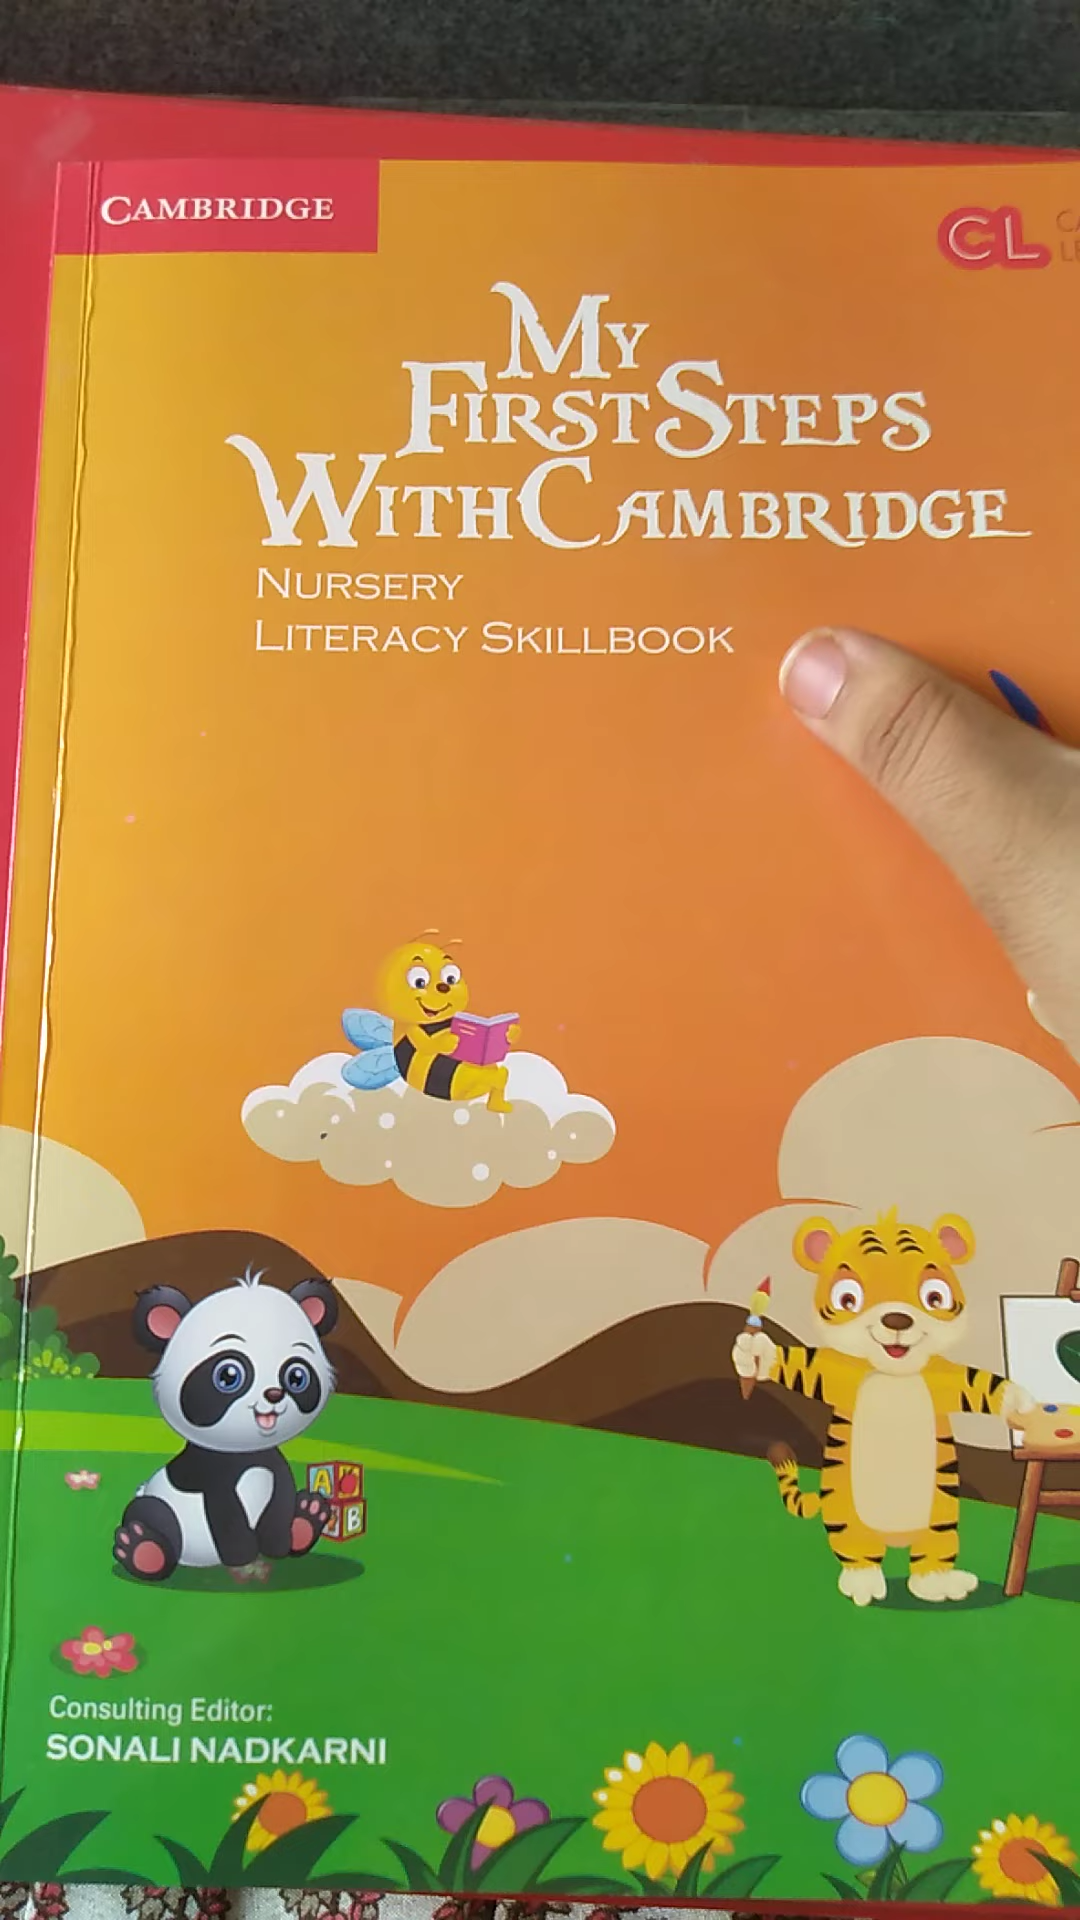 CAMBRIDGE
CL
MY
FIRST STEPS
WITH CAMBRIDGE
NURSERY
LITERACY SKILLBOOK
A
B
Consulting Editor:
SONALI NADKARNI